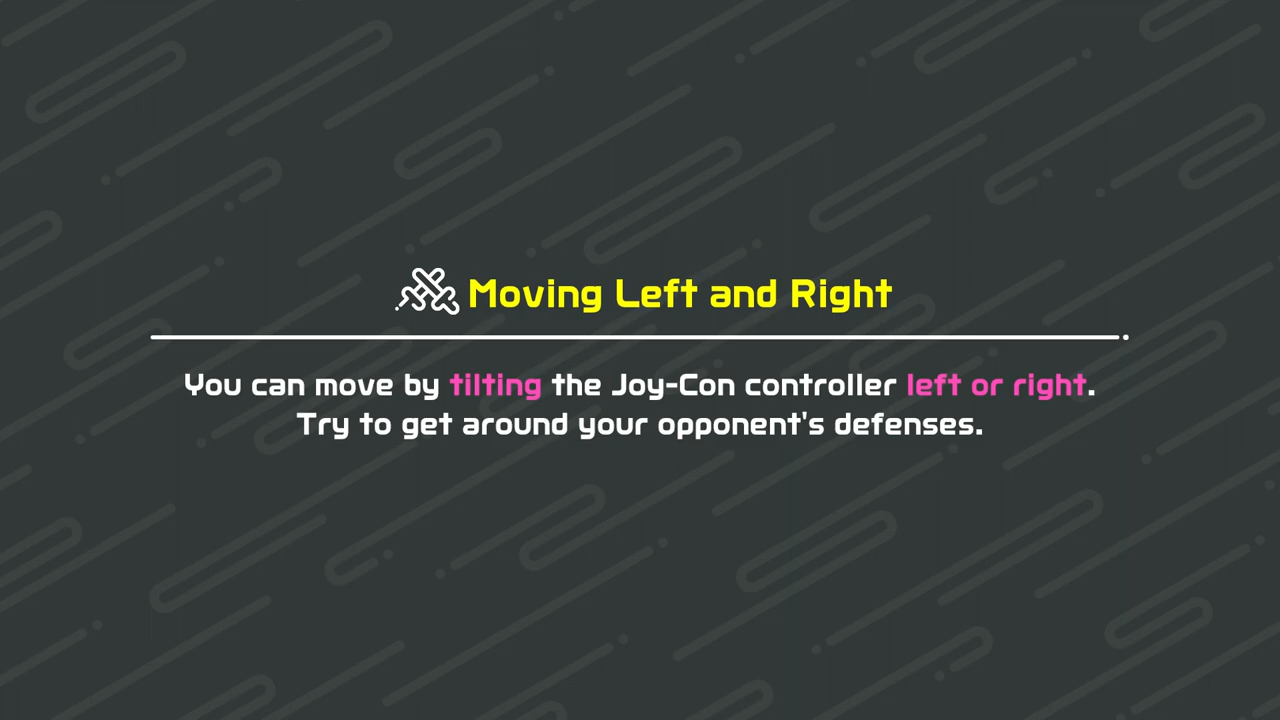 Moving Left and Right
You can move by tilting the Joy-Con controller left or right.
Try to get around your opponent's defenses.